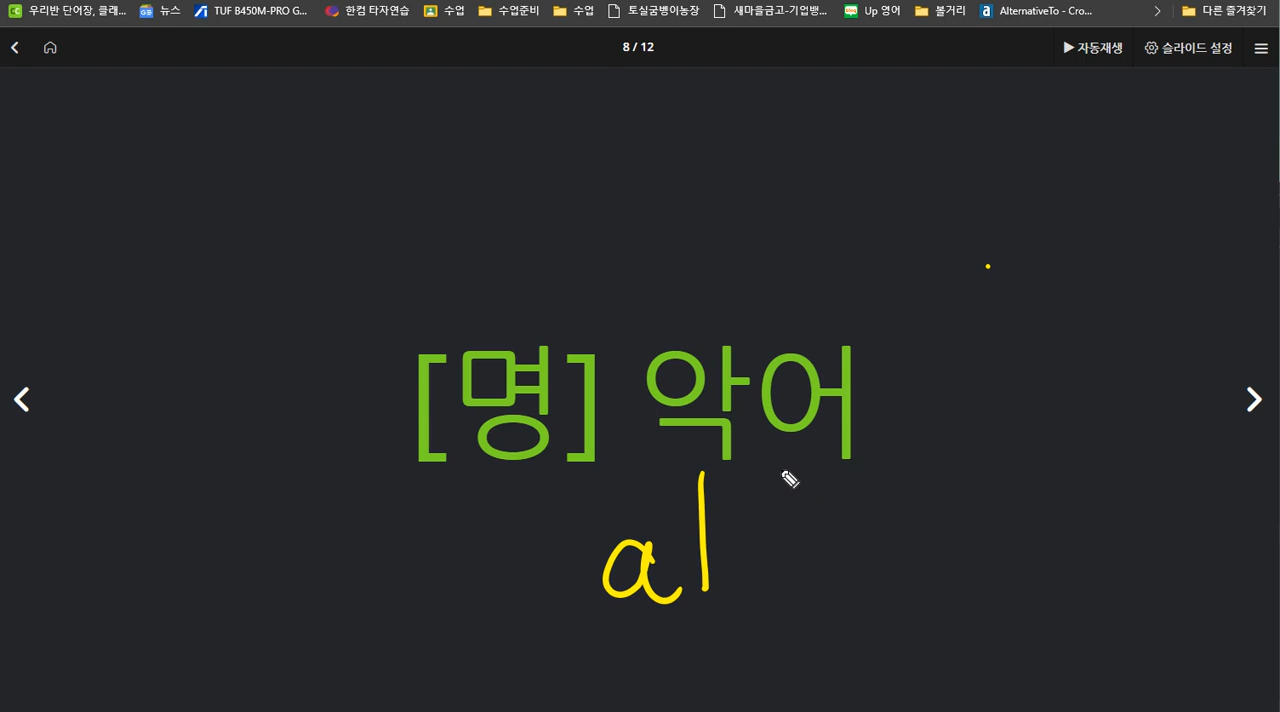 우리반 단어장, 클래... 뉴스 TUF B450M-PRO G... 한컴 타자연습 수업 수업준비 수업 토실굼벵이농장 새마을금고-기업뱅... Up 영어 볼거리 AlternativeTo - Cro... 다른 즐겨찾기
8 / 12 자동재생 슬라이드 설정
[명] 악어
al